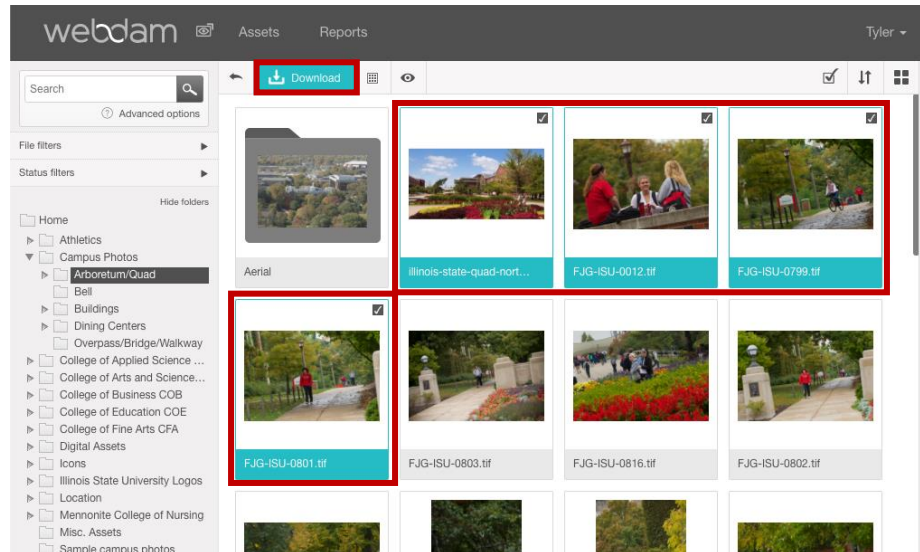 webdam
Assets
Reports
Tyler
Search
Download
Advanced options
File filters
Status filters
Hide folders
Home
Athletics
Campus Photos
Arboretum/Quad
Bell
Buildings
Dining Centers
Overpass/Bridge/Walkway
College of Applied Science ...
College of Arts and Science...
College of Business COB
College of Education COE
College of Fine Arts CFA
Digital Assets
Icons
Illinois State University Logos
Location
Mennonite College of Nursing
Misc. Assets
Sample campus photos
Aerial
illinois-state-quad-nort...
FJG-ISU-0012.tif
FJG-ISU-0799.tif
FJG-ISU-0801.tif
FJG-ISU-0803.tif
FJG-ISU-0816.tif
FJG-ISU-0802.tif